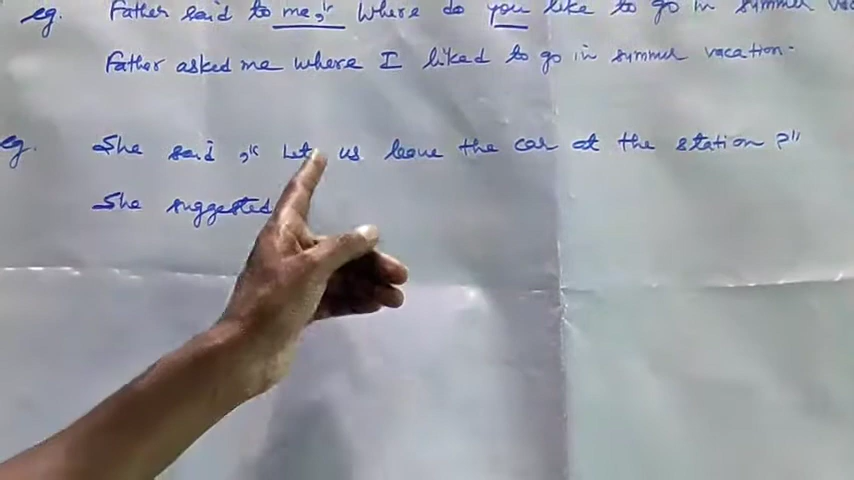 eg. Father said to me," Where do you like to go in summer
Father asked me where I liked to go in summer vacation.
eg. She said ," Let us leave the car at the station ?"
She suggested